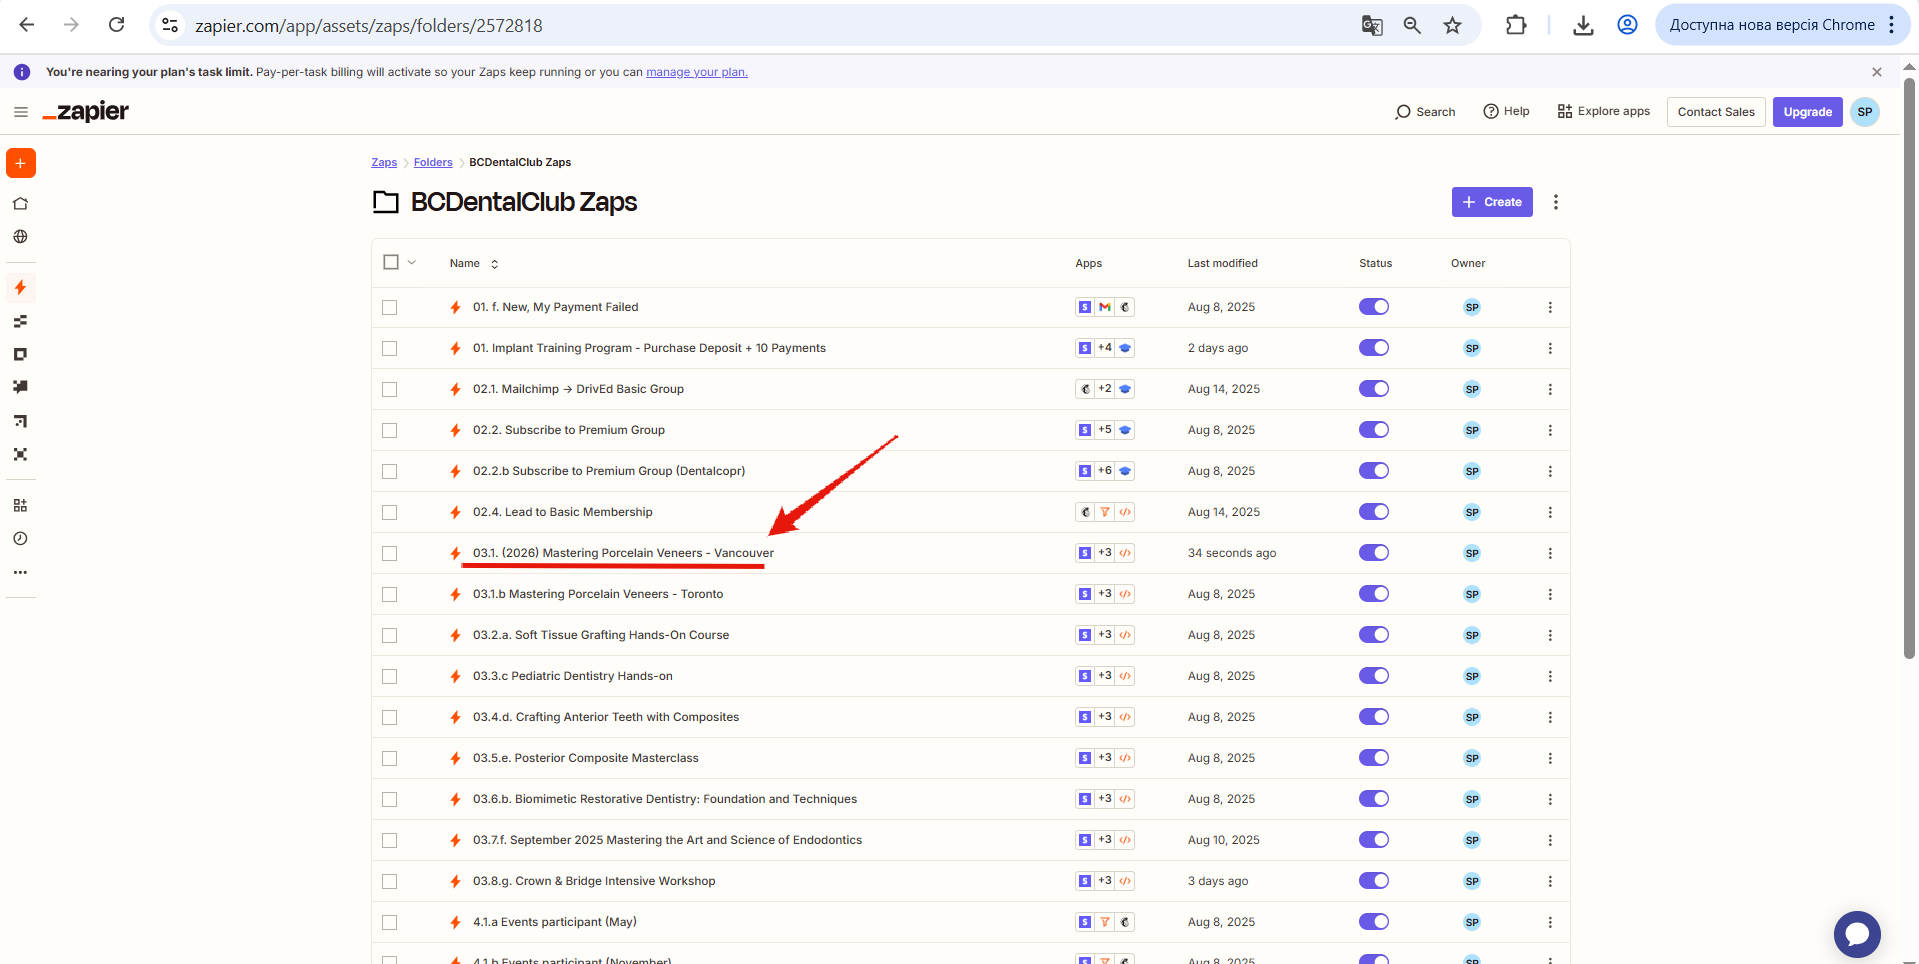 zapier.com/app/assets/zaps/folders/2572818
Доступна нова версія Chrome
You're nearing your plan's task limit. Pay-per-task billing will activate so your Zaps keep running or you can manage your plan.
zapier
Search Help Explore apps Contact Sales Upgrade SP
Zaps Folders BCDentalClub Zaps
BCDentalClub Zaps
Create
Name Apps Last modified Status Owner
01. f. New, My Payment Failed Aug 8, 2025 SP
01. Implant Training Program - Purchase Deposit + 10 Payments +4 2 days ago SP
02.1. Mailchimp → DrivEd Basic Group +2 Aug 14, 2025 SP
02.2. Subscribe to Premium Group +5 Aug 8, 2025 SP
02.2.b Subscribe to Premium Group (Dentalcopr) +6 Aug 8, 2025 SP
02.4. Lead to Basic Membership Aug 14, 2025 SP
03.1. (2026) Mastering Porcelain Veneers - Vancouver +3 34 seconds ago SP
03.1.b Mastering Porcelain Veneers - Toronto +3 Aug 8, 2025 SP
03.2.a. Soft Tissue Grafting Hands-On Course +3 Aug 8, 2025 SP
03.3.c Pediatric Dentistry Hands-on +3 Aug 8, 2025 SP
03.4.d. Crafting Anterior Teeth with Composites +3 Aug 8, 2025 SP
03.5.e. Posterior Composite Masterclass +3 Aug 8, 2025 SP
03.6.b. Biomimetic Restorative Dentistry: Foundation and Techniques +3 Aug 8, 2025 SP
03.7.f. September 2025 Mastering the Art and Science of Endodontics +3 Aug 10, 2025 SP
03.8.g. Crown & Bridge Intensive Workshop +3 3 days ago SP
4.1.a Events participant (May) Aug 8, 2025 SP
4.1.b Events participant (November) Aug 8, 2025 SP